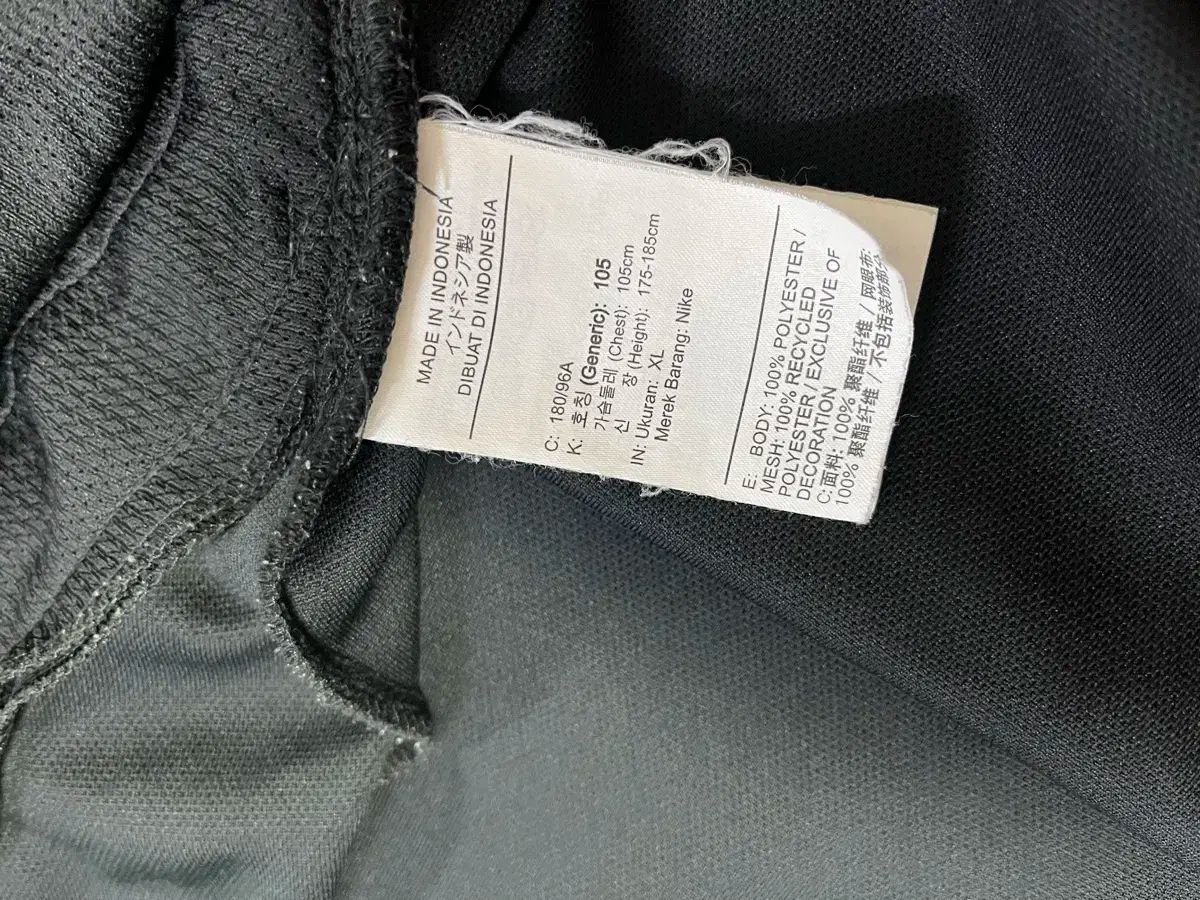 MADE IN INDONESIA
インドネシア製
DIBUAT DI INDONESIA
C: 180/96A
K: 호칭 (Generic): 105
가슴둘레 (Chest): 105cm
신 장 (Height): 175-185cm
IN: Ukuran: XL
Merek Barang: Nike
E: BODY: 100% POLYESTER /
MESH: 100% POLYESTER /
POLYESTER / RECYCLED
DECORATION / EXCLUSIVE OF
C:面料: 100% 聚酯纤维 / 网眼布:
100% 聚酯纤维 / 不包括装饰部分